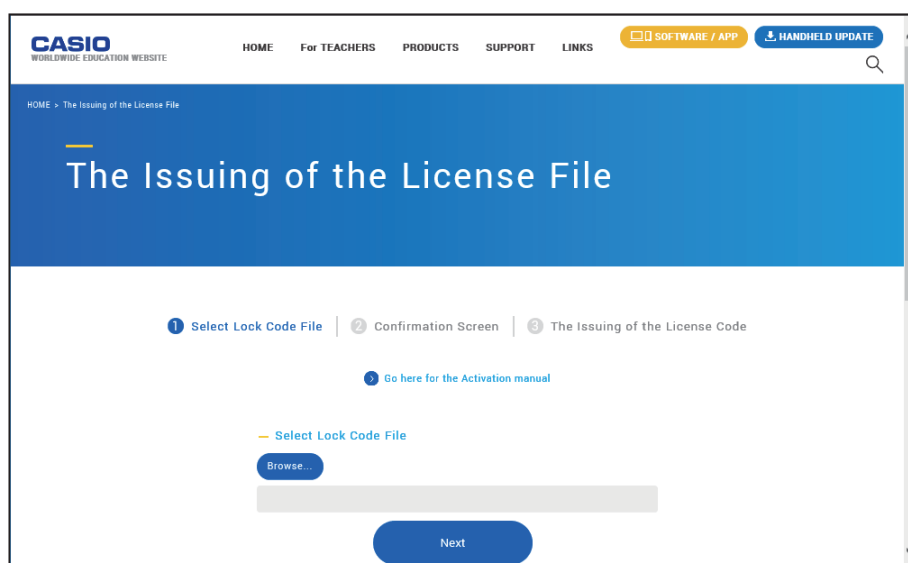 CASIO
WORLDWIDE EDUCATION WEBSITE
HOME For TEACHERS PRODUCTS SUPPORT LINKS
SOFTWARE / APP HANDHELD UPDATE
HOME > The Issuing of the License File
The Issuing of the License File
1 Select Lock Code File 2 Confirmation Screen 3 The Issuing of the License Code
Go here for the Activation manual
Select Lock Code File
Browse...
Next